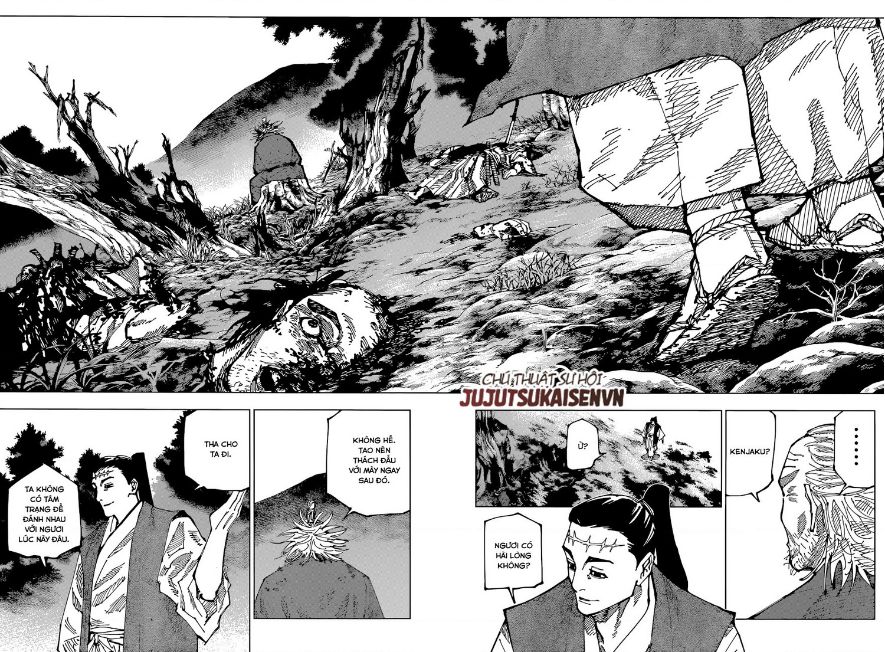 CHÚ THUẬT SƯ HỘI
JUJUTSUKAISENVN
......
KENJAKU?
Ừ?
NGƯƠI CÓ
HÀI LÒNG
KHÔNG?
KHÔNG HỀ.
TAO NÊN
THÁCH ĐẤU
VỚI MÀY NGAY
SAU ĐÓ.
THA CHO
TA ĐI.
TA KHÔNG
CÓ TÂM
TRẠNG ĐỂ
ĐÁNH NHAU
VỚI NGƯƠI
LÚC NÀY ĐÂU.